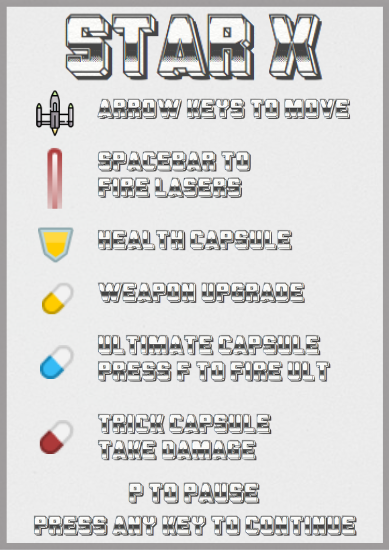 STAR X
ARROW KEYS TO MOVE
SPACEBAR TO
FIRE LASERS
HEALTH CAPSULE
WEAPON UPGRADE
ULTIMATE CAPSULE
PRESS F TO FIRE ULT
TRICK CAPSULE
TAKE DAMAGE
P TO PAUSE
PRESS ANY KEY TO CONTINUE